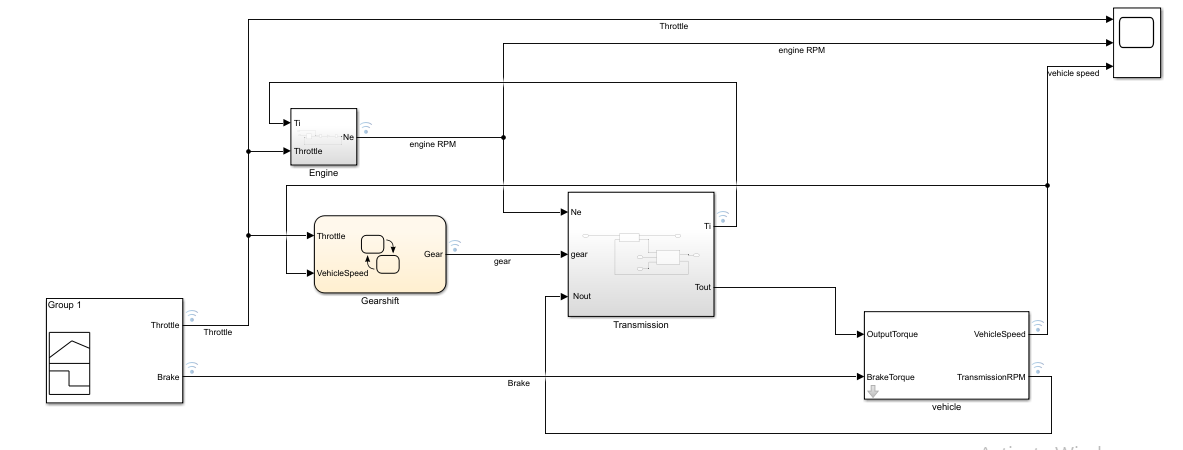 Throttle
engine RPM
vehicle speed
Ti
Ne
Throttle
engine RPM
Engine
Ne
Ti
Throttle
Gear
gear
gear
VehicleSpeed
Gearshift
Nout
Tout
Transmission
Group 1
Throttle
Throttle
Brake
Brake
OutputTorque
VehicleSpeed
BrakeTorque
TransmissionRPM
vehicle